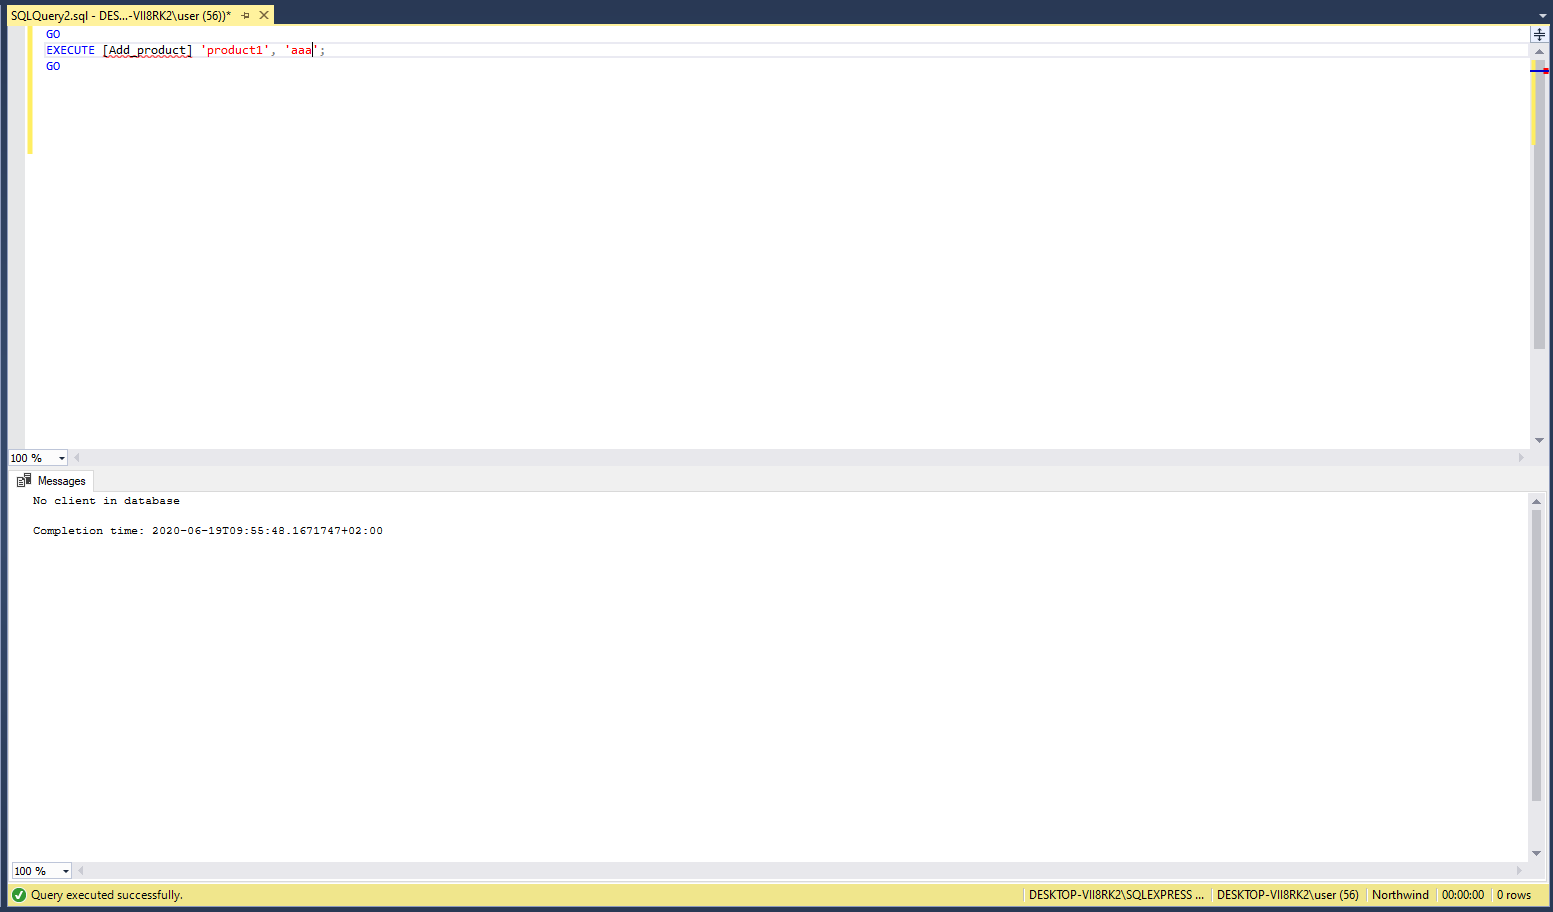 SQLQuery2.sql - DES...-VII8RK2\user (56))*
GO
EXECUTE [Add_product] 'product1', 'aaa';
GO
100 %
Messages
No client in database
Completion time: 2020-06-19T09:55:48.1671747+02:00
100 %
Query executed successfully.
DESKTOP-VII8RK2\SQLEXPRESS ...
DESKTOP-VII8RK2\user (56)
Northwind
00:00:00
0 rows